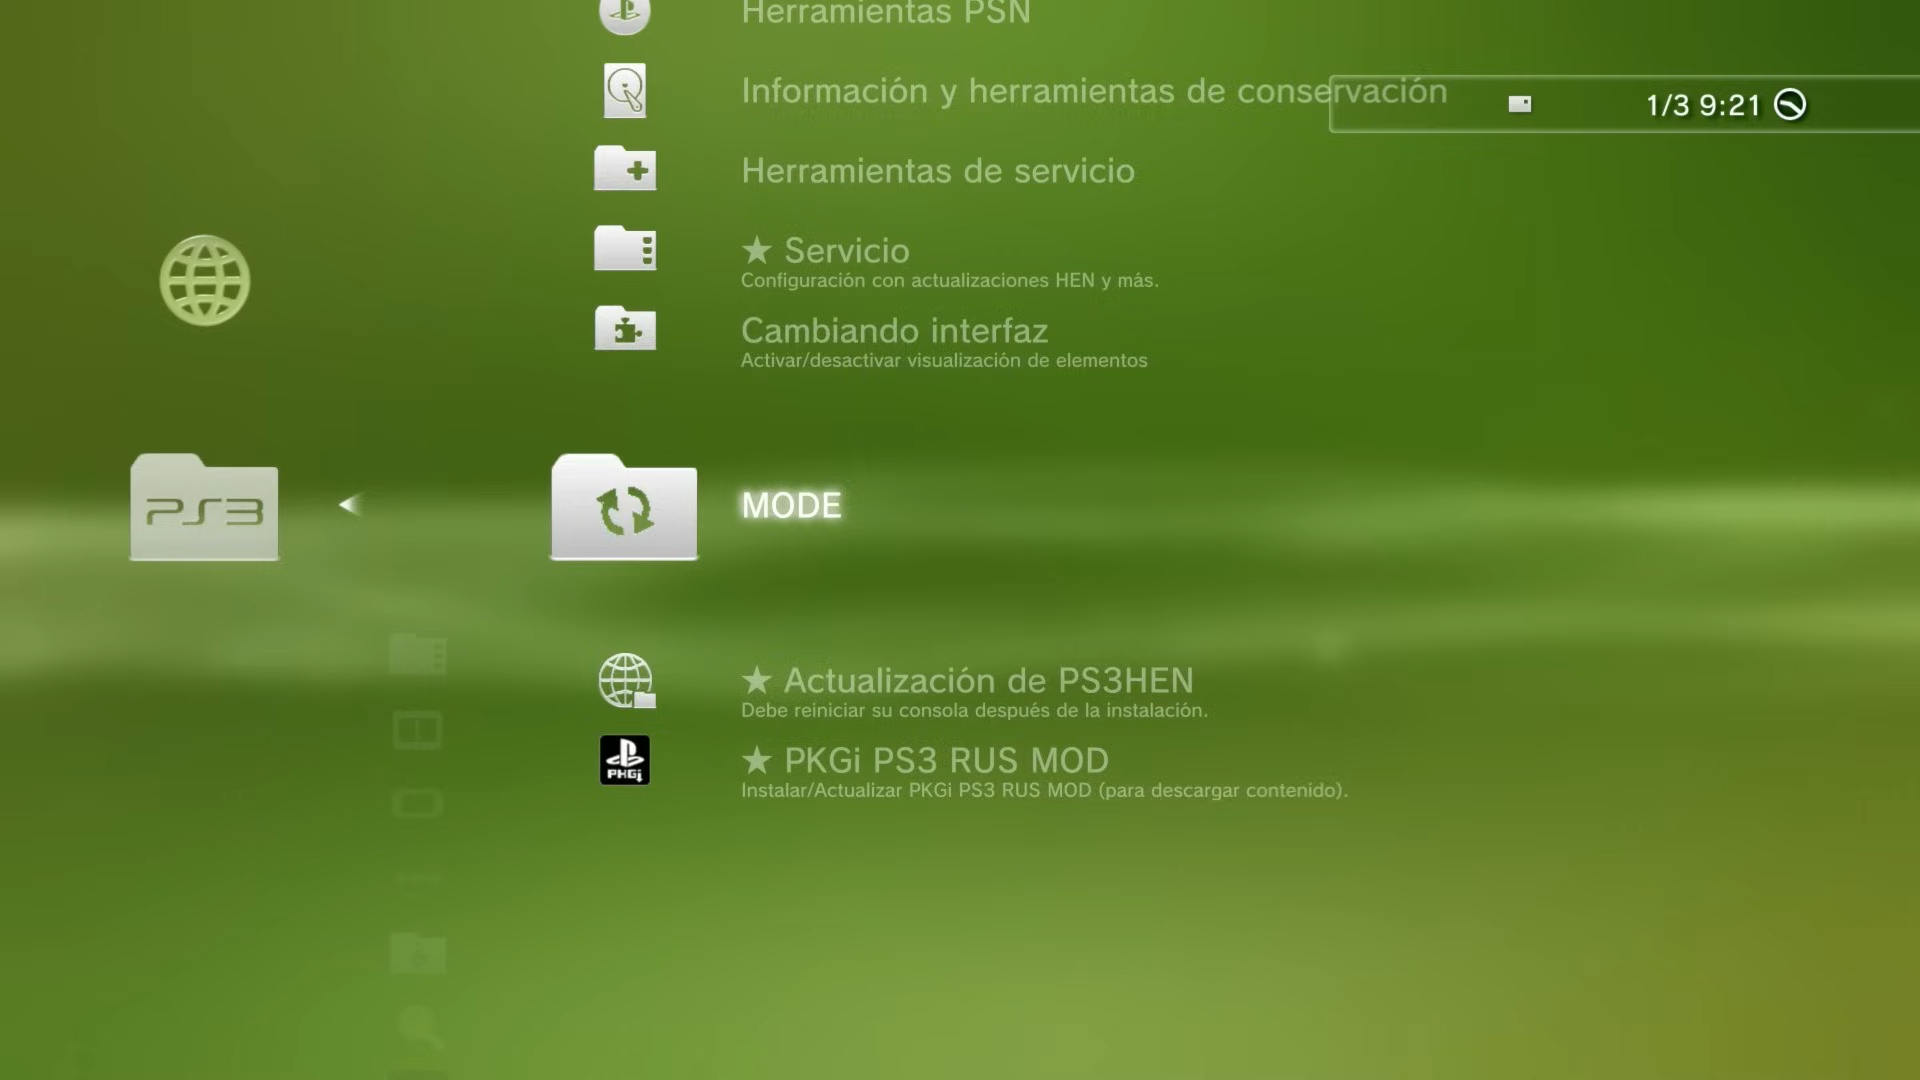 Herramientas PSN
Información y herramientas de conservación
1/3 9:21
Herramientas de servicio
★ Servicio
Configuración con actualizaciones HEN y más.
Cambiando interfaz
Activar/desactivar visualización de elementos
PS3
MODE
★ Actualización de PS3HEN
Debe reiniciar su consola después de la instalación.
PKGi
★ PKGi PS3 RUS MOD
Instalar/Actualizar PKGi PS3 RUS MOD (para descargar contenido).